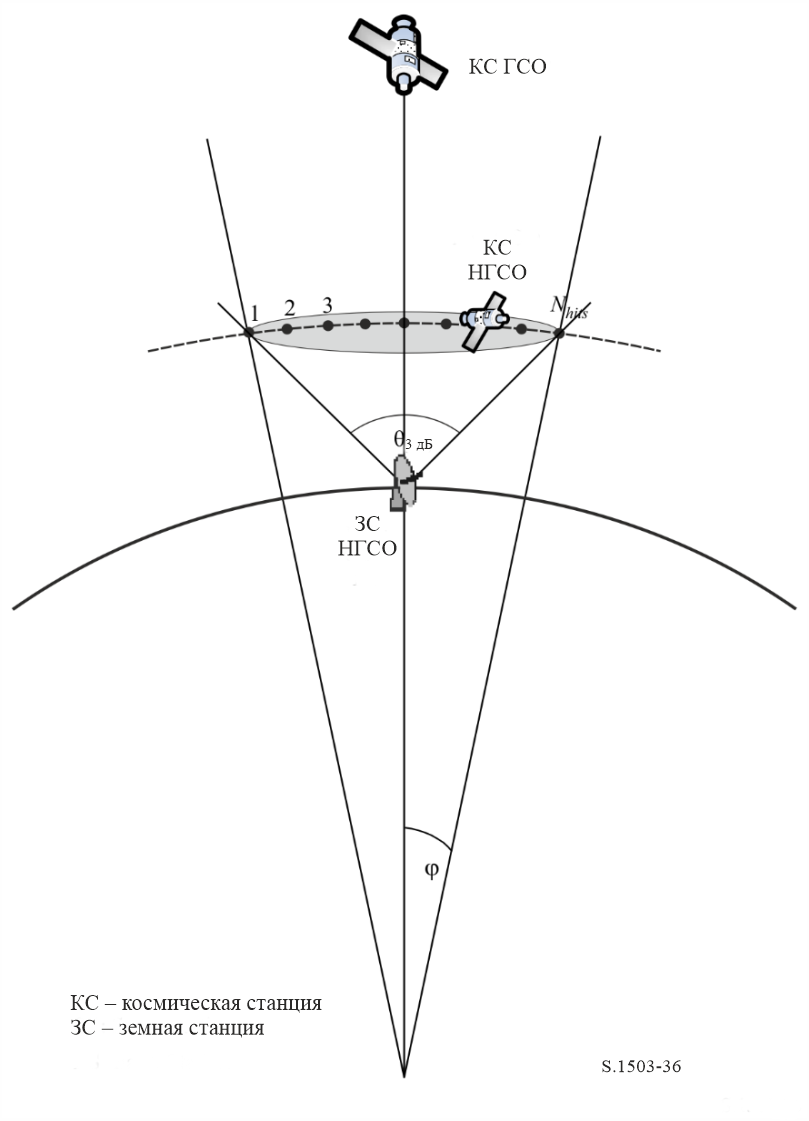 КС ГСО
КС
НГСО
1
2
3
N_hits
θ3 дБ
ЗС
НГСО
φ
КС – космическая станция
ЗС – земная станция
S.1503-36